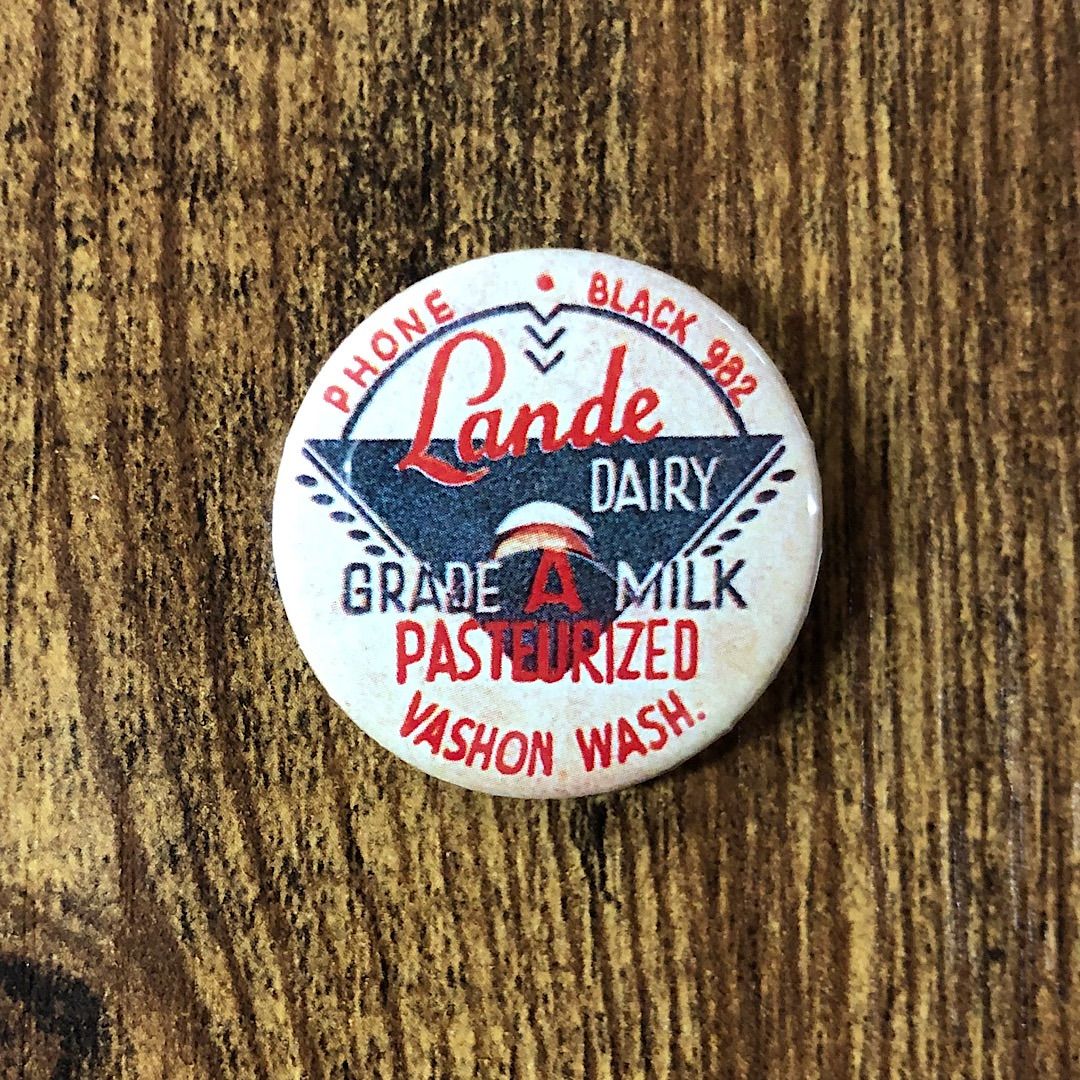 PHONE • BLACK 982
Lande
DAIRY
GRADE A MILK
PASTEURIZED
VASHON WASH.